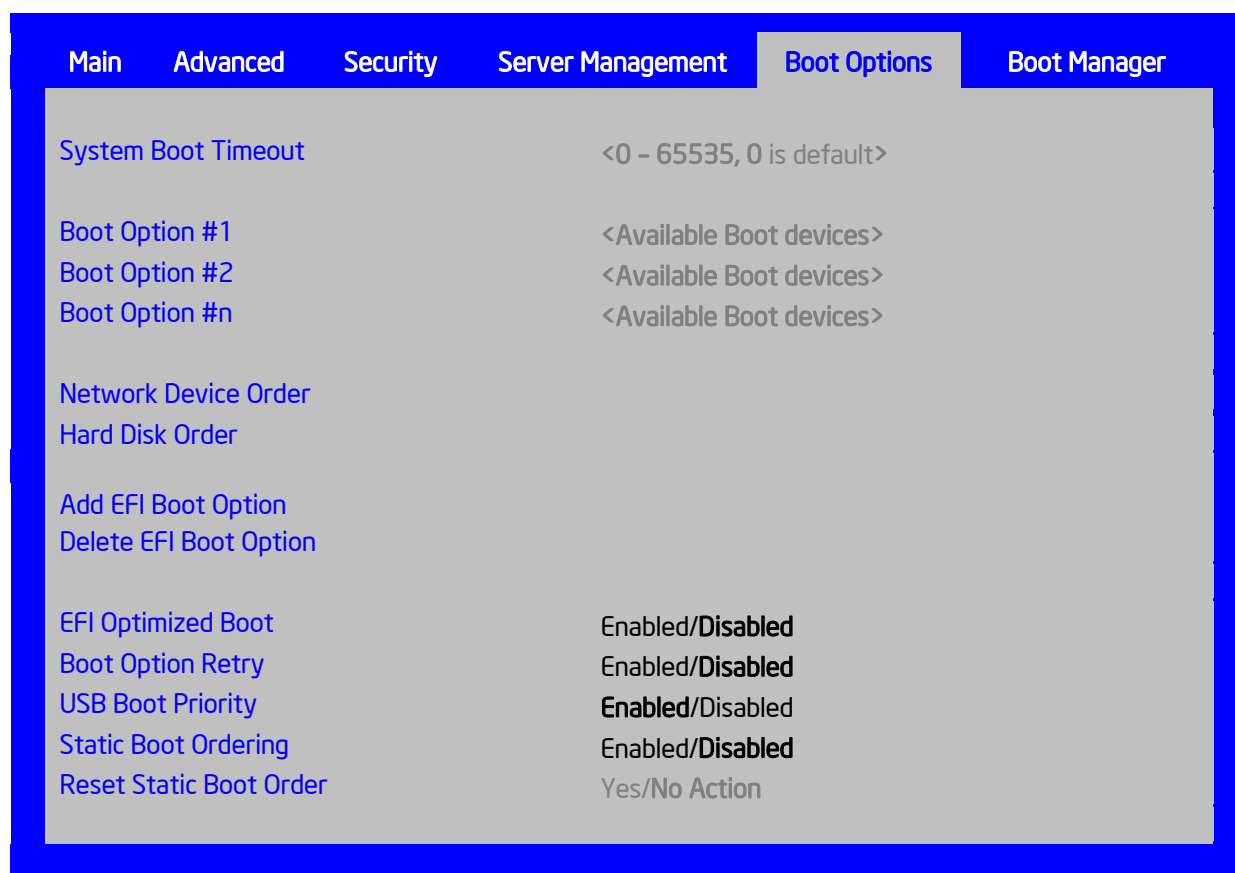 Main Advanced Security Server Management Boot Options Boot Manager
System Boot Timeout <0 – 65535, 0 is default>
Boot Option #1 <Available Boot devices>
Boot Option #2 <Available Boot devices>
Boot Option #n <Available Boot devices>
Network Device Order
Hard Disk Order
Add EFI Boot Option
Delete EFI Boot Option
EFI Optimized Boot Enabled/Disabled
Boot Option Retry Enabled/Disabled
USB Boot Priority Enabled/Disabled
Static Boot Ordering Enabled/Disabled
Reset Static Boot Order Yes/No Action